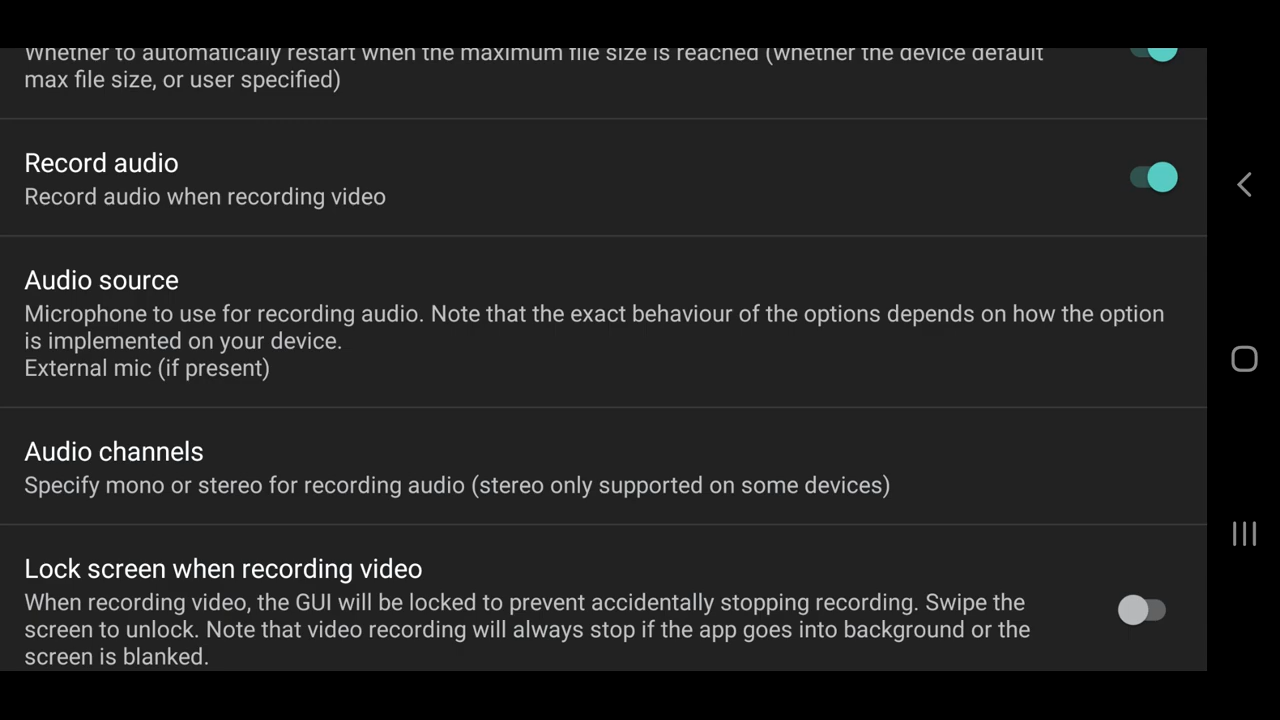 Whether to automatically restart when the maximum file size is reached (whether the device default
max file size, or user specified)
Record audio
Record audio when recording video
Audio source
Microphone to use for recording audio. Note that the exact behaviour of the options depends on how the option
is implemented on your device.
External mic (if present)
Audio channels
Specify mono or stereo for recording audio (stereo only supported on some devices)
Lock screen when recording video
When recording video, the GUI will be locked to prevent accidentally stopping recording. Swipe the
screen to unlock. Note that video recording will always stop if the app goes into background or the
screen is blanked.